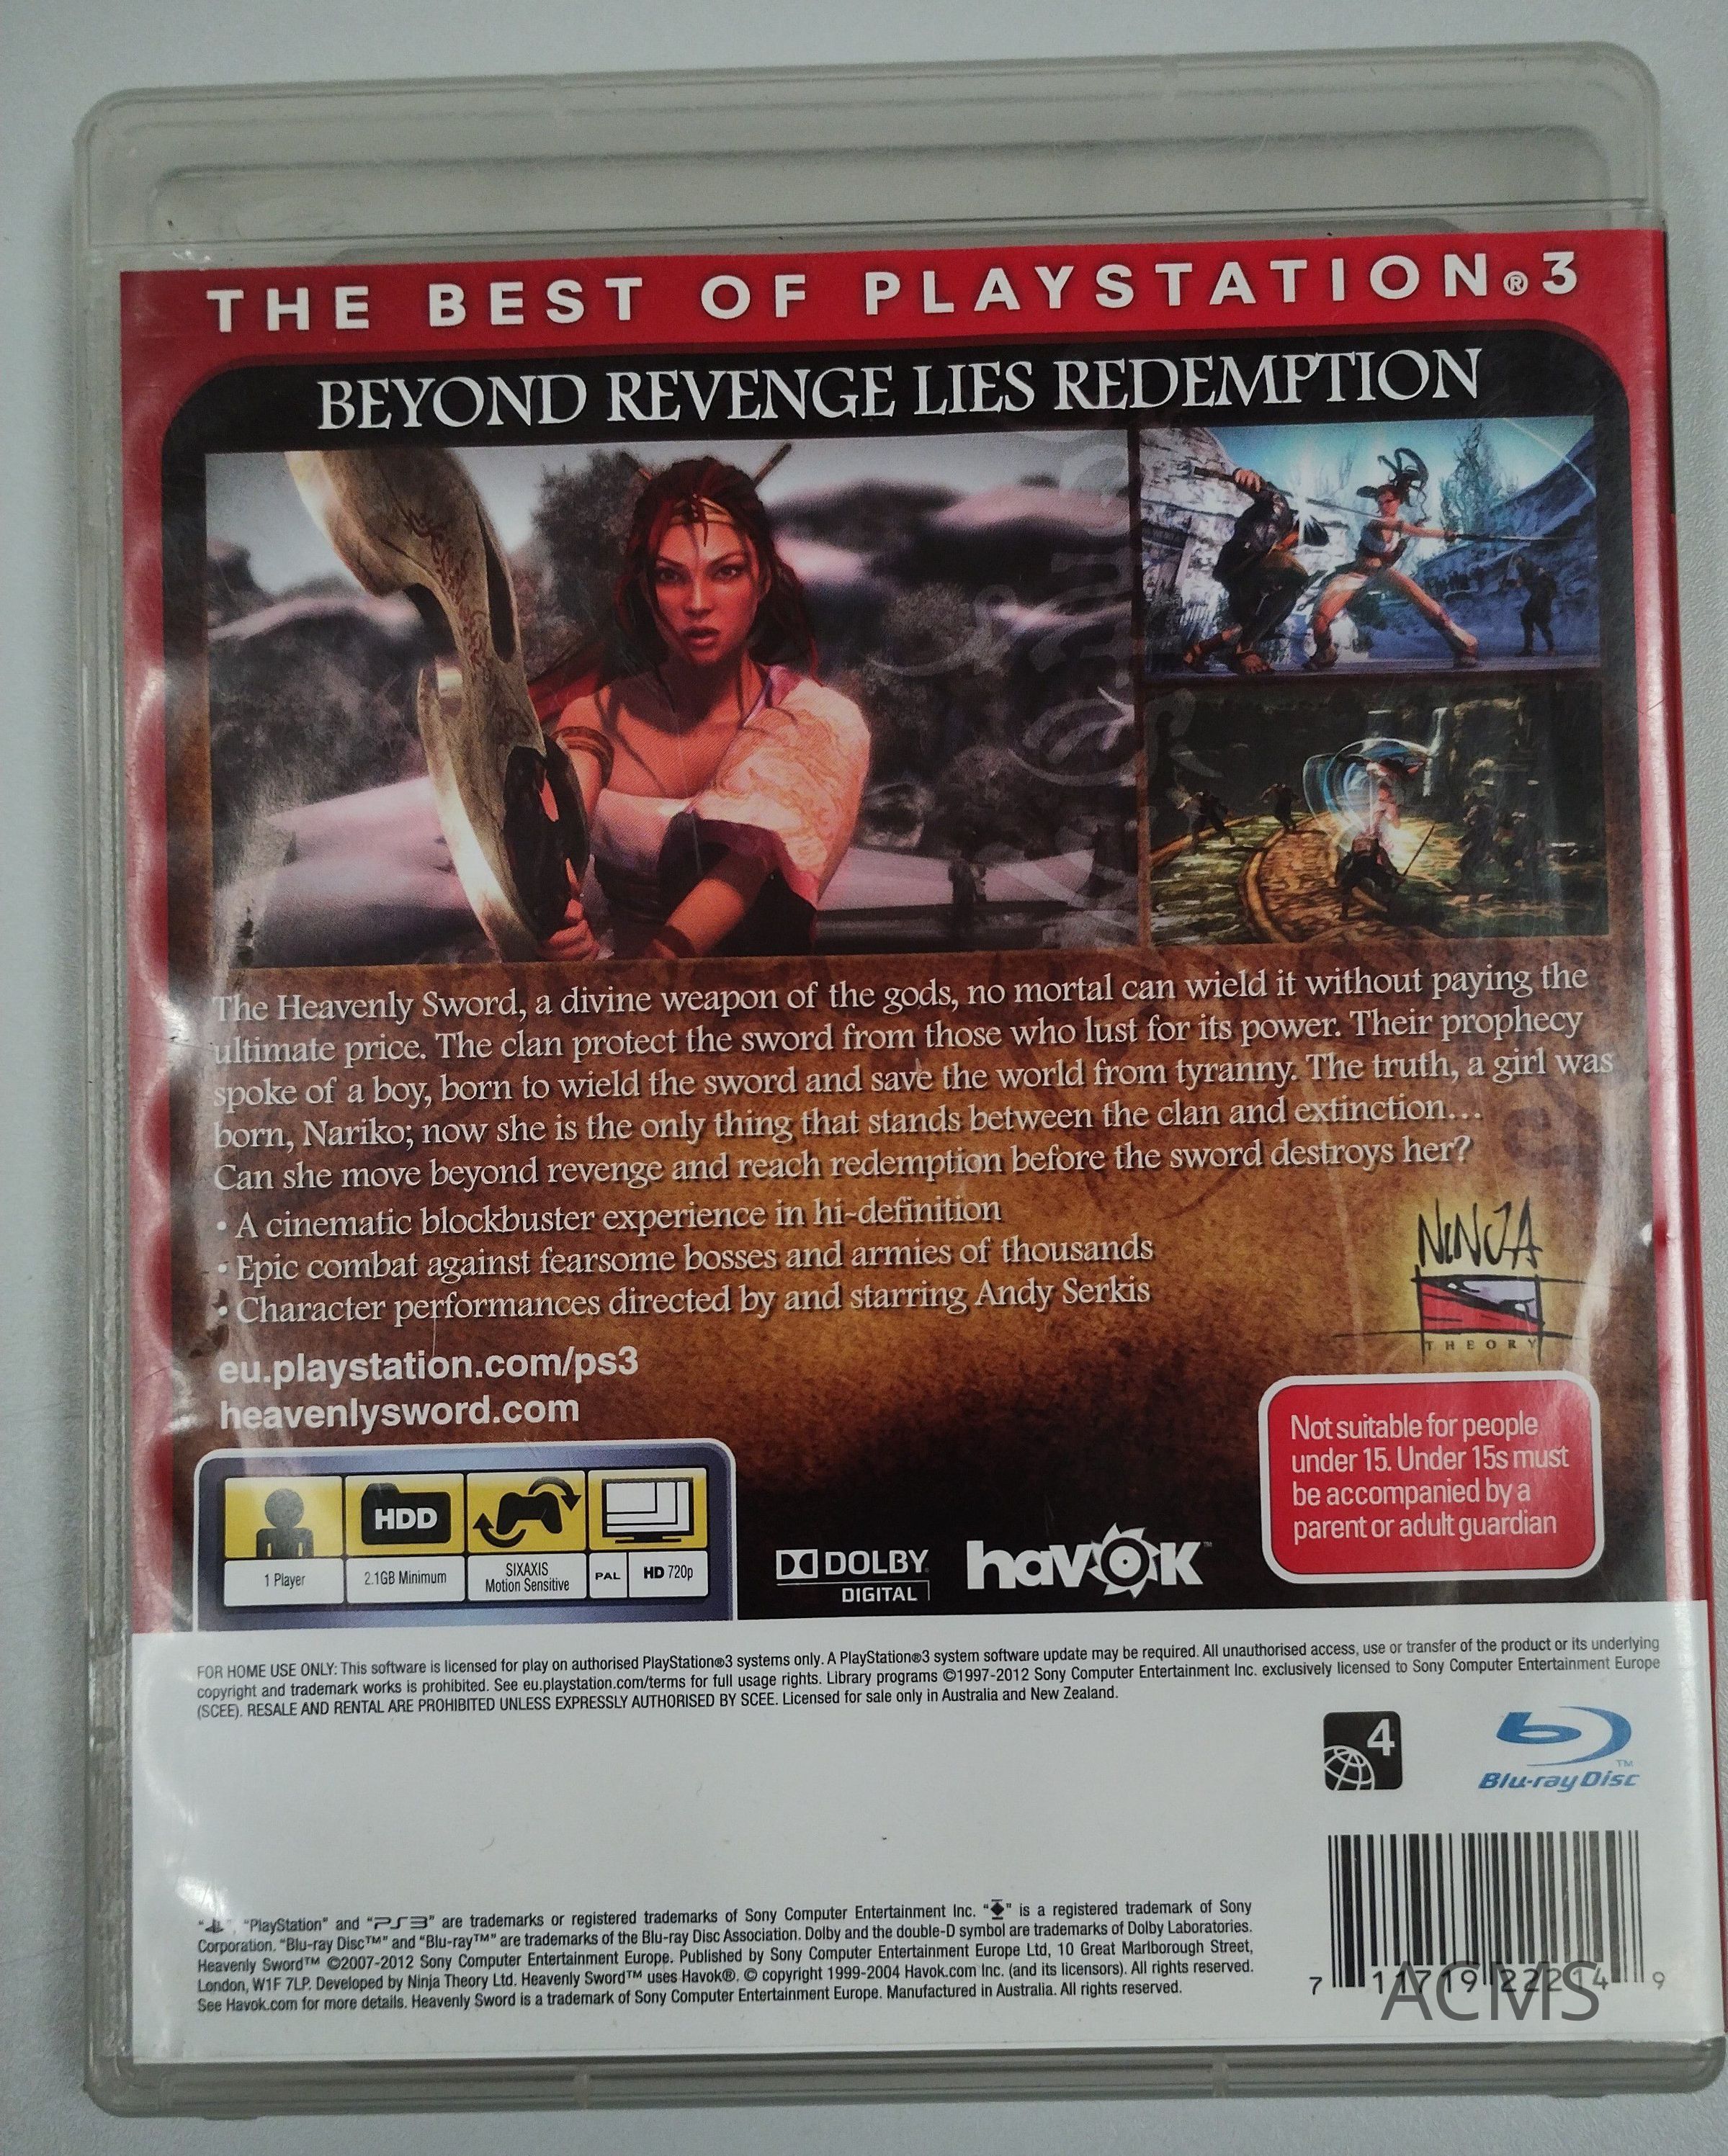 THE BEST OF PLAYSTATION®3
BEYOND REVENGE LIES REDEMPTION
The Heavenly Sword, a divine weapon of the gods, no mortal can wield it without paying the
ultimate price. The clan protect the sword from those who lust for its power. Their prophecy
spoke of a boy, born to wield the sword and save the world from tyranny. The truth, a girl was
born, Nariko; now she is the only thing that stands between the clan and extinction...
Can she move beyond revenge and reach redemption before the sword destroys her?
• A cinematic blockbuster experience in hi-definition
• Epic combat against fearsome bosses and armies of thousands
• Character performances directed by and starring Andy Serkis
NINJA
THEORY
eu.playstation.com/ps3
heavenlysword.com
Not suitable for people
under 15. Under 15s must
be accompanied by a
parent or adult guardian
HDD
1 Player
2.1GB Minimum
SIXAXIS
Motion Sensitive
PAL
HD 720p
DOLBY
DIGITAL
havok™
FOR HOME USE ONLY: This software is licensed for play on authorised PlayStation®3 systems only. A PlayStation®3 system software update may be required. All unauthorised access, use or transfer of the product or its underlying
copyright and trademark works is prohibited. See eu.playstation.com/terms for full usage rights. Library programs ©1997-2012 Sony Computer Entertainment Inc. exclusively licensed to Sony Computer Entertainment Europe
(SCEE). RESALE AND RENTAL ARE PROHIBITED UNLESS EXPRESSLY AUTHORISED BY SCEE. Licensed for sale only in Australia and New Zealand.
4
Blu-ray Disc™
" ", "PlayStation" and "PS3" are trademarks or registered trademarks of Sony Computer Entertainment Inc. " " is a registered trademark of Sony
Corporation. "Blu-ray Disc™" and "Blu-ray™" are trademarks of the Blu-ray Disc Association. Dolby and the double-D symbol are trademarks of Dolby Laboratories.
Heavenly Sword™ ©2007-2012 Sony Computer Entertainment Europe. Published by Sony Computer Entertainment Europe Ltd, 10 Great Marlborough Street,
London, W1F 7LP. Developed by Ninja Theory Ltd. Heavenly Sword™ uses Havok®. © copyright 1999-2004 Havok.com Inc. (and its licensors). All rights reserved.
See Havok.com for more details. Heavenly Sword is a trademark of Sony Computer Entertainment Europe. Manufactured in Australia. All rights reserved.
7 11719 22214 9
ACMS